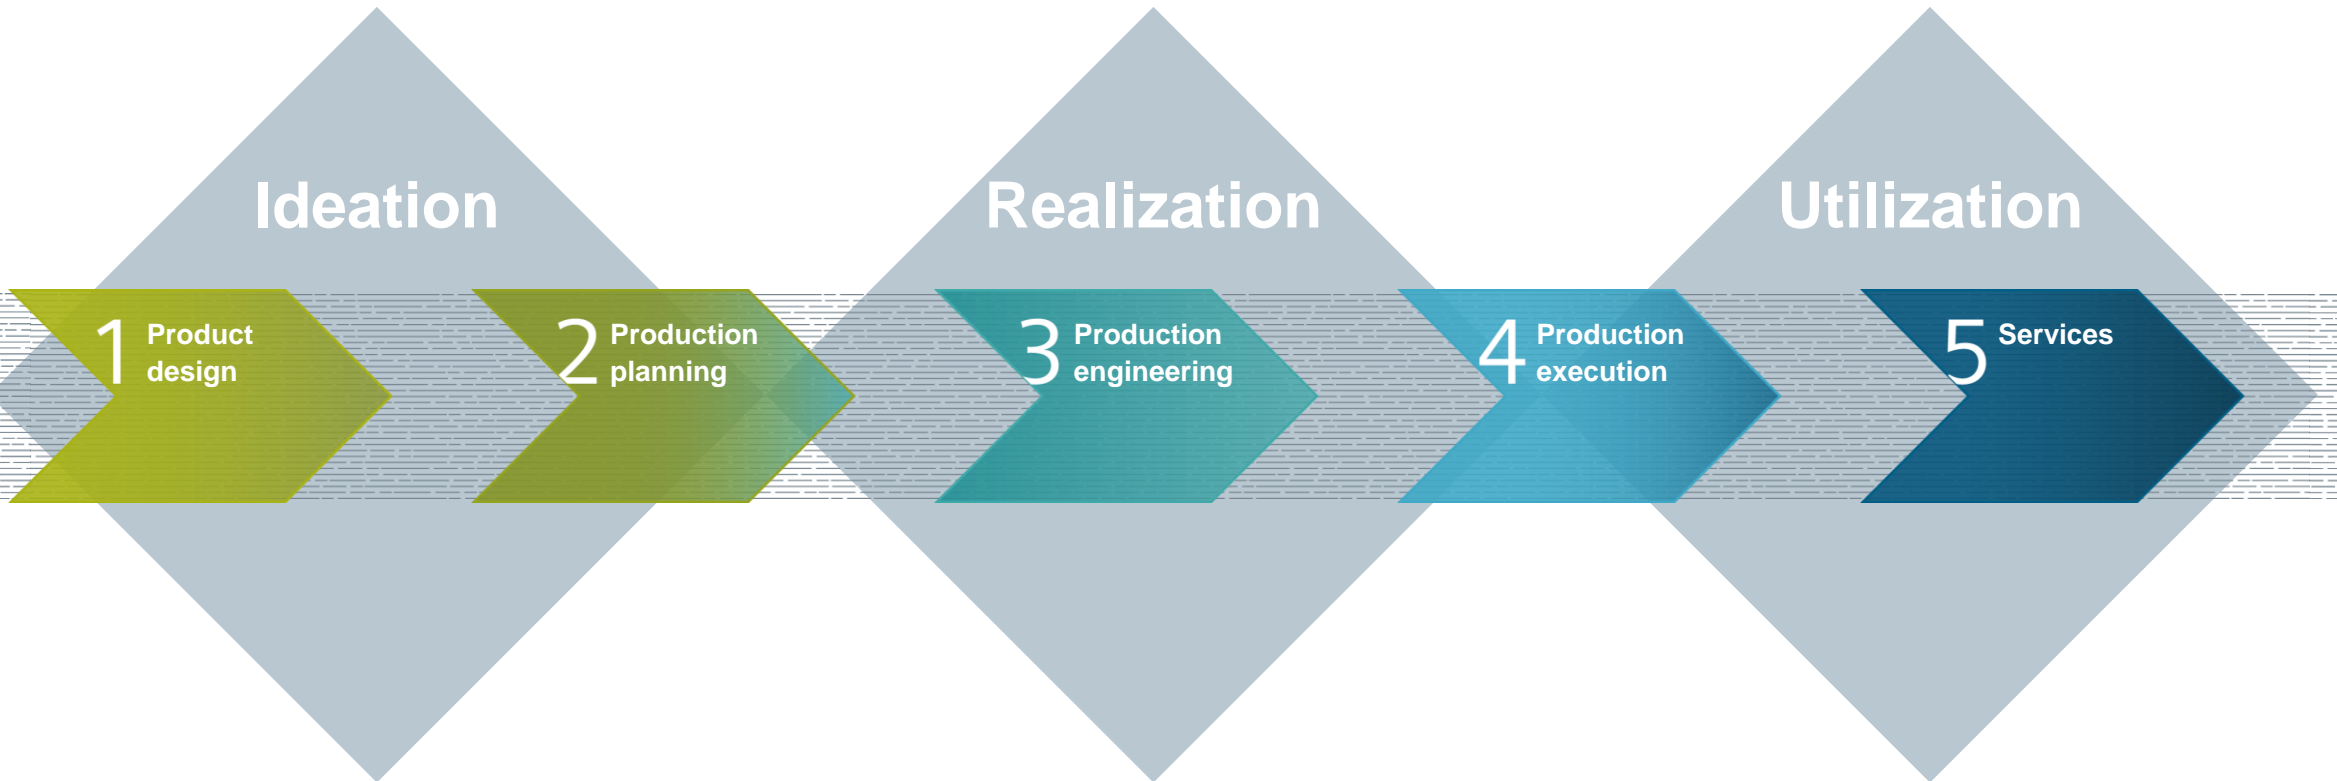 Ideation
Realization
Utilization
1 Product
design
2 Production
planning
3 Production
engineering
4 Production
execution
5 Services